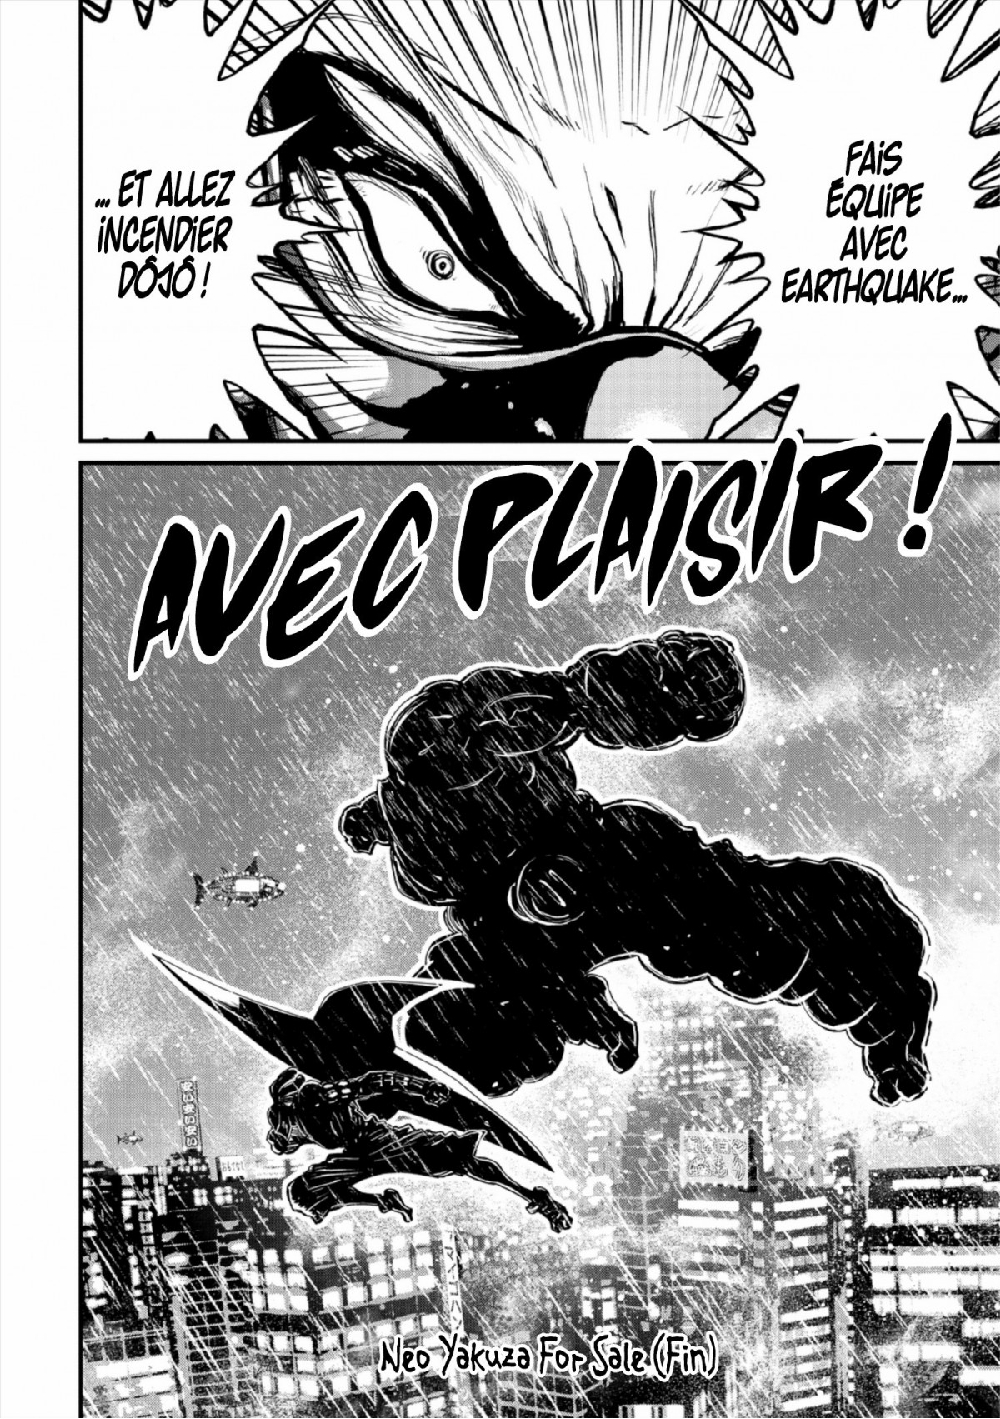 FAIS
ÉQUIPE
AVEC
EARTHQUAKE...
... ET ALLEZ
INCENDIER
DÔJÔ !
AVEC PLAISIR !
Neo Yakuza For Sale (Fin)